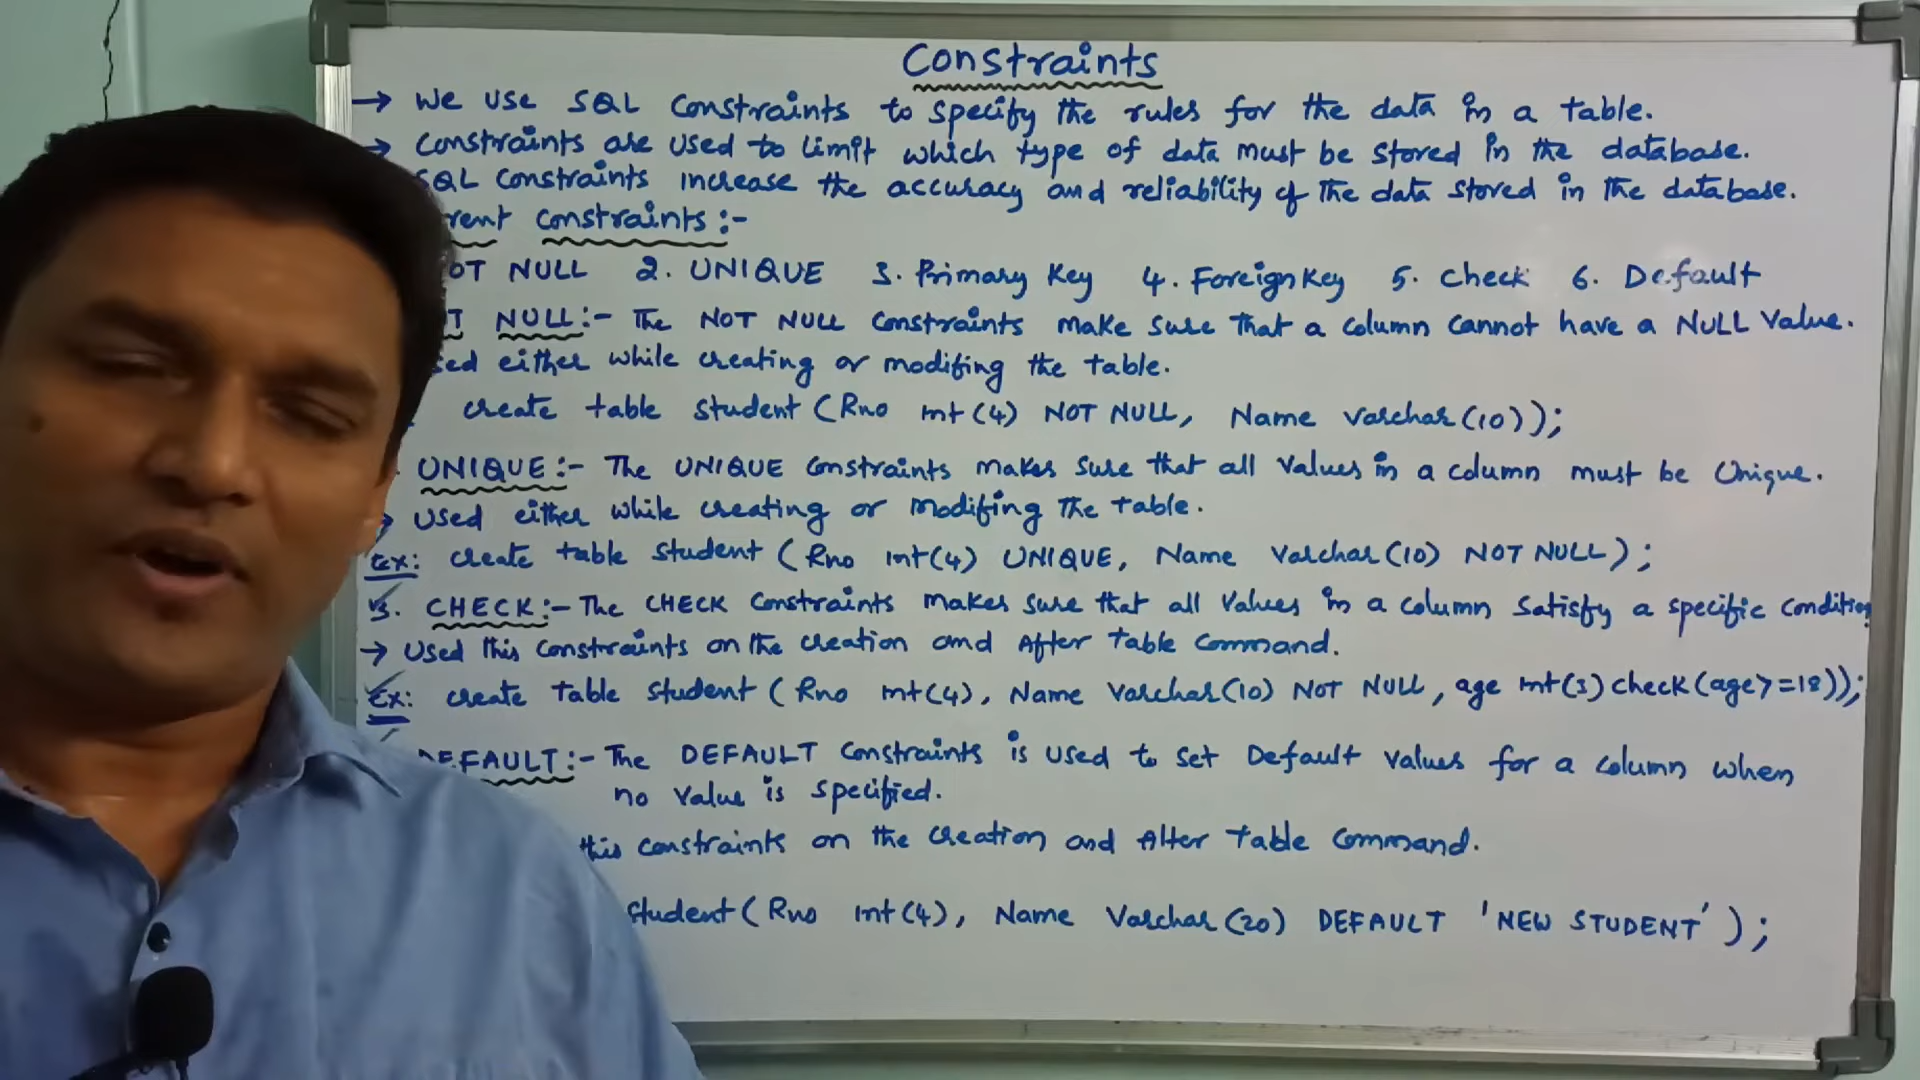 Constraints
→ We use SQL Constraints to specify the rules for the data in a table.
→ Constraints are used to limit which type of data must be stored in the database.
SQL Constraints increase the accuracy and reliability of the data stored in the database.
rent Constraints:-
OT NULL 2. UNIQUE 3. Primary Key 4. Foreign Key 5. Check 6. Default
T NULL:- The NOT NULL Constraints make sure that a column cannot have a NULL value.
sed either while creating or modifing the table.
create table student (Rno int(4) NOT NULL, Name varchar(10));
UNIQUE:- The UNIQUE Constraints makes sure that all values in a column must be Unique.
→ Used either while creating or modifing the table.
Ex: create table student (Rno int(4) UNIQUE, Name varchar(10) NOT NULL);
3. CHECK:- The CHECK Constraints makes sure that all values in a column satisfy a specific condition
→ Used this constraints on the creation and After table command.
Ex: create table student (Rno int(4), Name varchar(10) NOT NULL, age int(3) check(age>=18));
DEFAULT:- The DEFAULT Constraints is used to set Default values for a column when
no value is specified.
this constraints on the creation and Alter table command.
student (Rno int(4), Name varchar(20) DEFAULT 'NEW STUDENT');